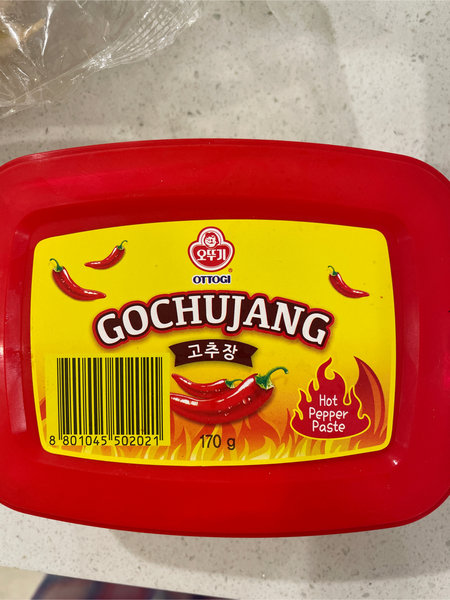 오뚜기
OTTOGI®
GOCHUJANG
고추장
Hot
Pepper
Paste
8 801045 502021
170 g